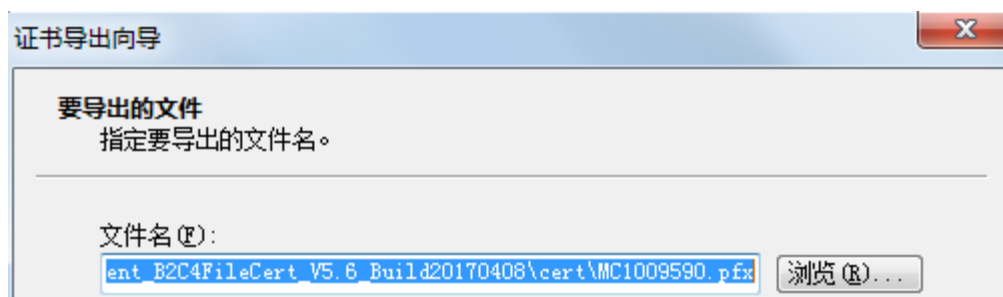 证书导出向导
要导出的文件
指定要导出的文件名。
文件名(F):
ent_B2C4FileCert_V5.6_Build20170408\cert\MC1009590.pfx 浏览(R)...